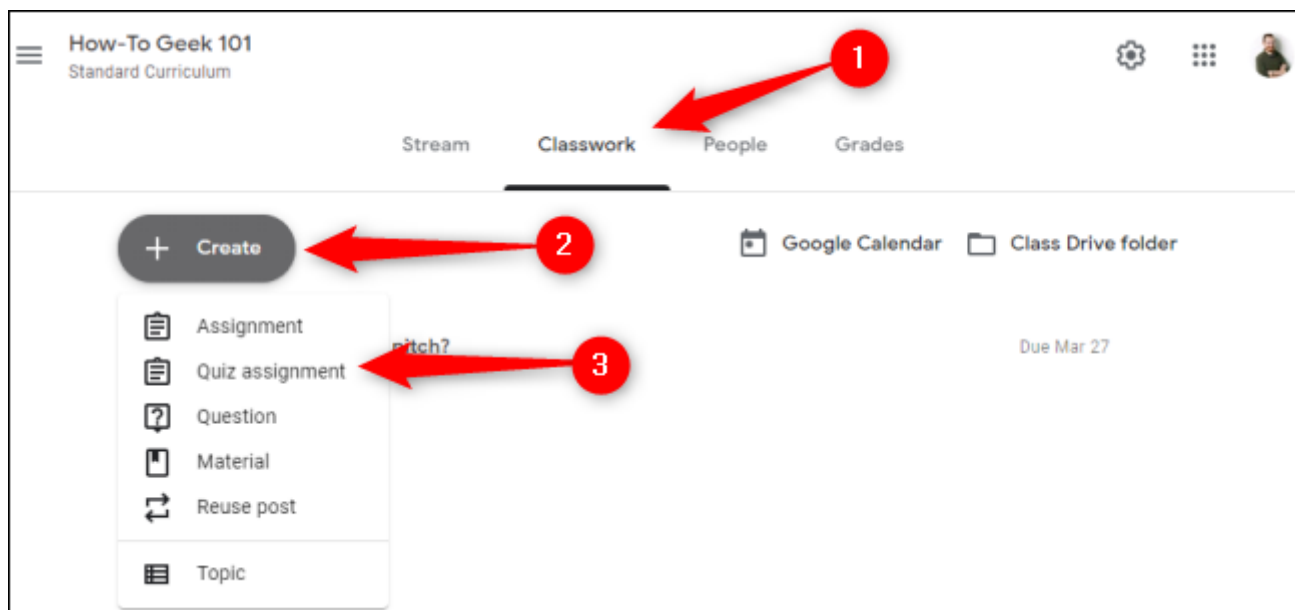 How-To Geek 101
Standard Curriculum
1
Stream Classwork People Grades
+ Create
2
Google Calendar Class Drive folder
Assignment
pitch? Due Mar 27
Quiz assignment
3
Question
Material
Reuse post
Topic